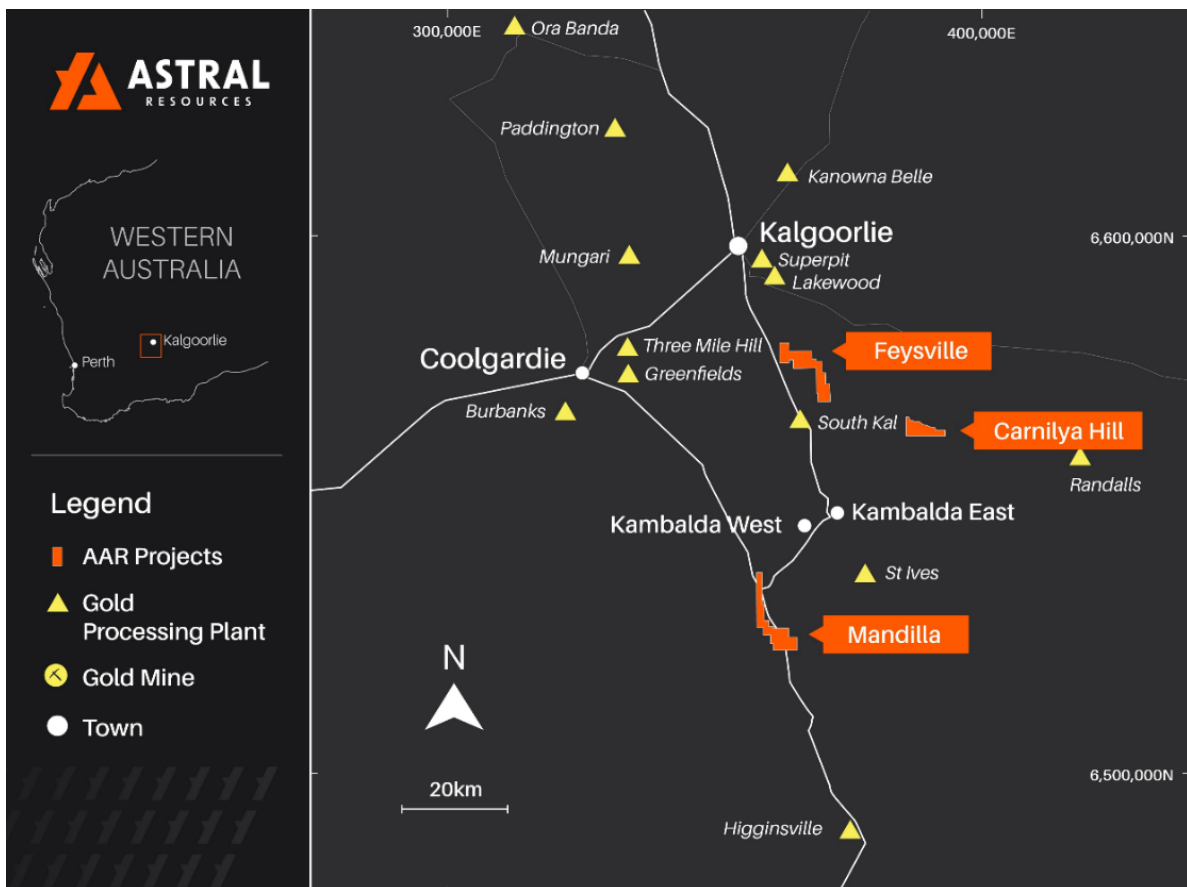 ASTRAL
RESOURCES
WESTERN
AUSTRALIA
Kalgoorlie
Perth
Legend
AAR Projects
Gold
Processing Plant
Gold Mine
Town
300,000E
Ora Banda
400,000E
Paddington
Kanowna Belle
Kalgoorlie
6,600,000N
Mungari
Superpit
Lakewood
Three Mile Hill
Feysville
Coolgardie
Greenfields
Burbanks
South Kal
Carnilya Hill
Randalls
Kambalda West
Kambalda East
St Ives
Mandilla
N
20km
6,500,000N
Higginsville